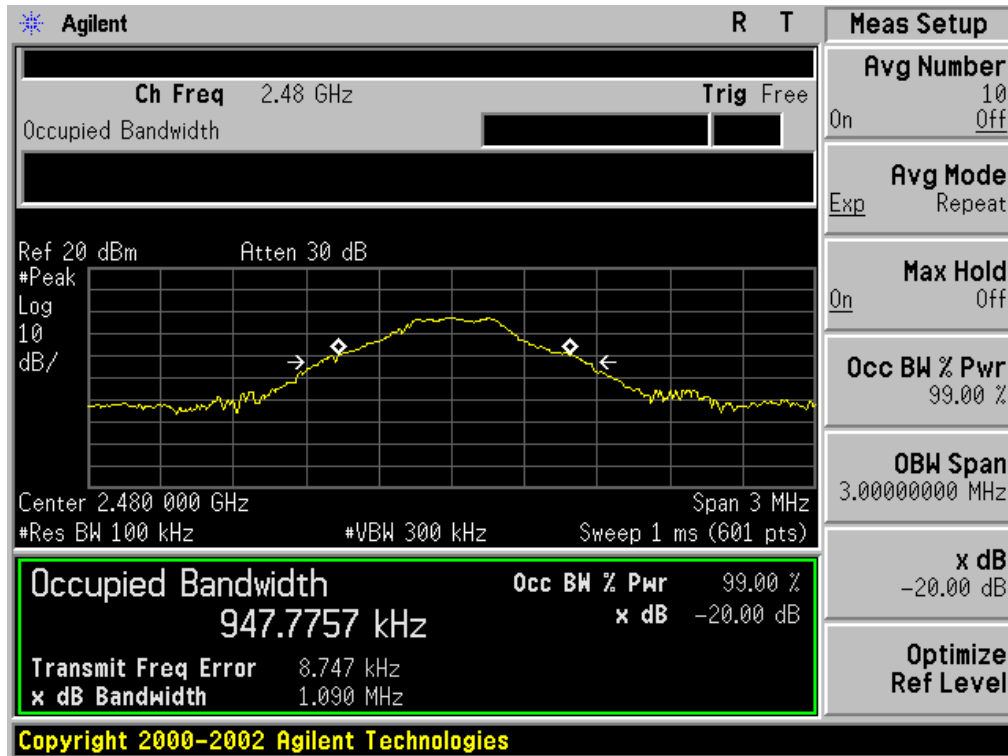 Agilent R T
Ch Freq 2.48 GHz Trig Free
Occupied Bandwidth
Ref 20 dBm Atten 30 dB
#Peak
Log
10
dB/
Center 2.480 000 GHz Span 3 MHz
#Res BW 100 kHz #VBW 300 kHz Sweep 1 ms (601 pts)
Occupied Bandwidth
947.7757 kHz
Occ BW % Pwr 99.00 %
x dB -20.00 dB
Transmit Freq Error 8.747 kHz
x dB Bandwidth 1.090 MHz
Copyright 2000-2002 Agilent Technologies
Meas Setup
Avg Number
10
On Off
Avg Mode
Exp Repeat
Max Hold
On Off
Occ BW % Pwr
99.00 %
OBW Span
3.00000000 MHz
x dB
-20.00 dB
Optimize
Ref Level